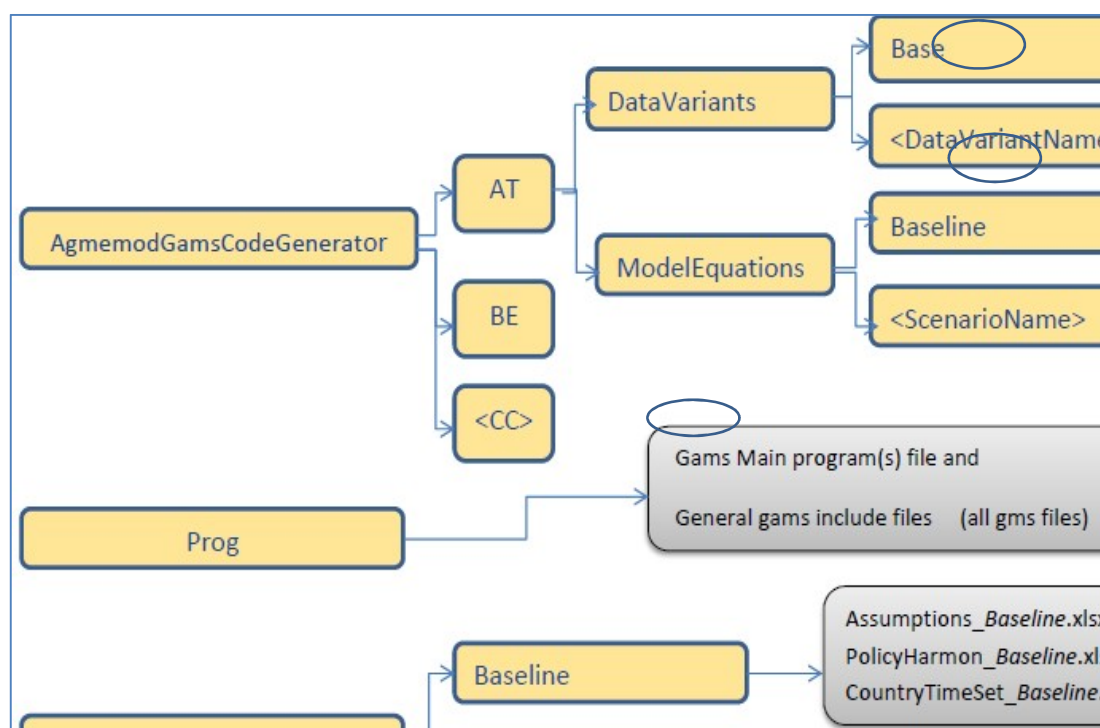 Base
DataVariants
<DataVariantName
AT
AgmemodGamsCodeGenerator
Baseline
ModelEquations
BE
<ScenarioName>
<CC>
Gams Main program(s) file and
General gams include files (all gms files)
Prog
Assumptions_Baseline.xlsx
PolicyHarmon_Baseline.xl
CountryTimeSet_Baseline.
Baseline